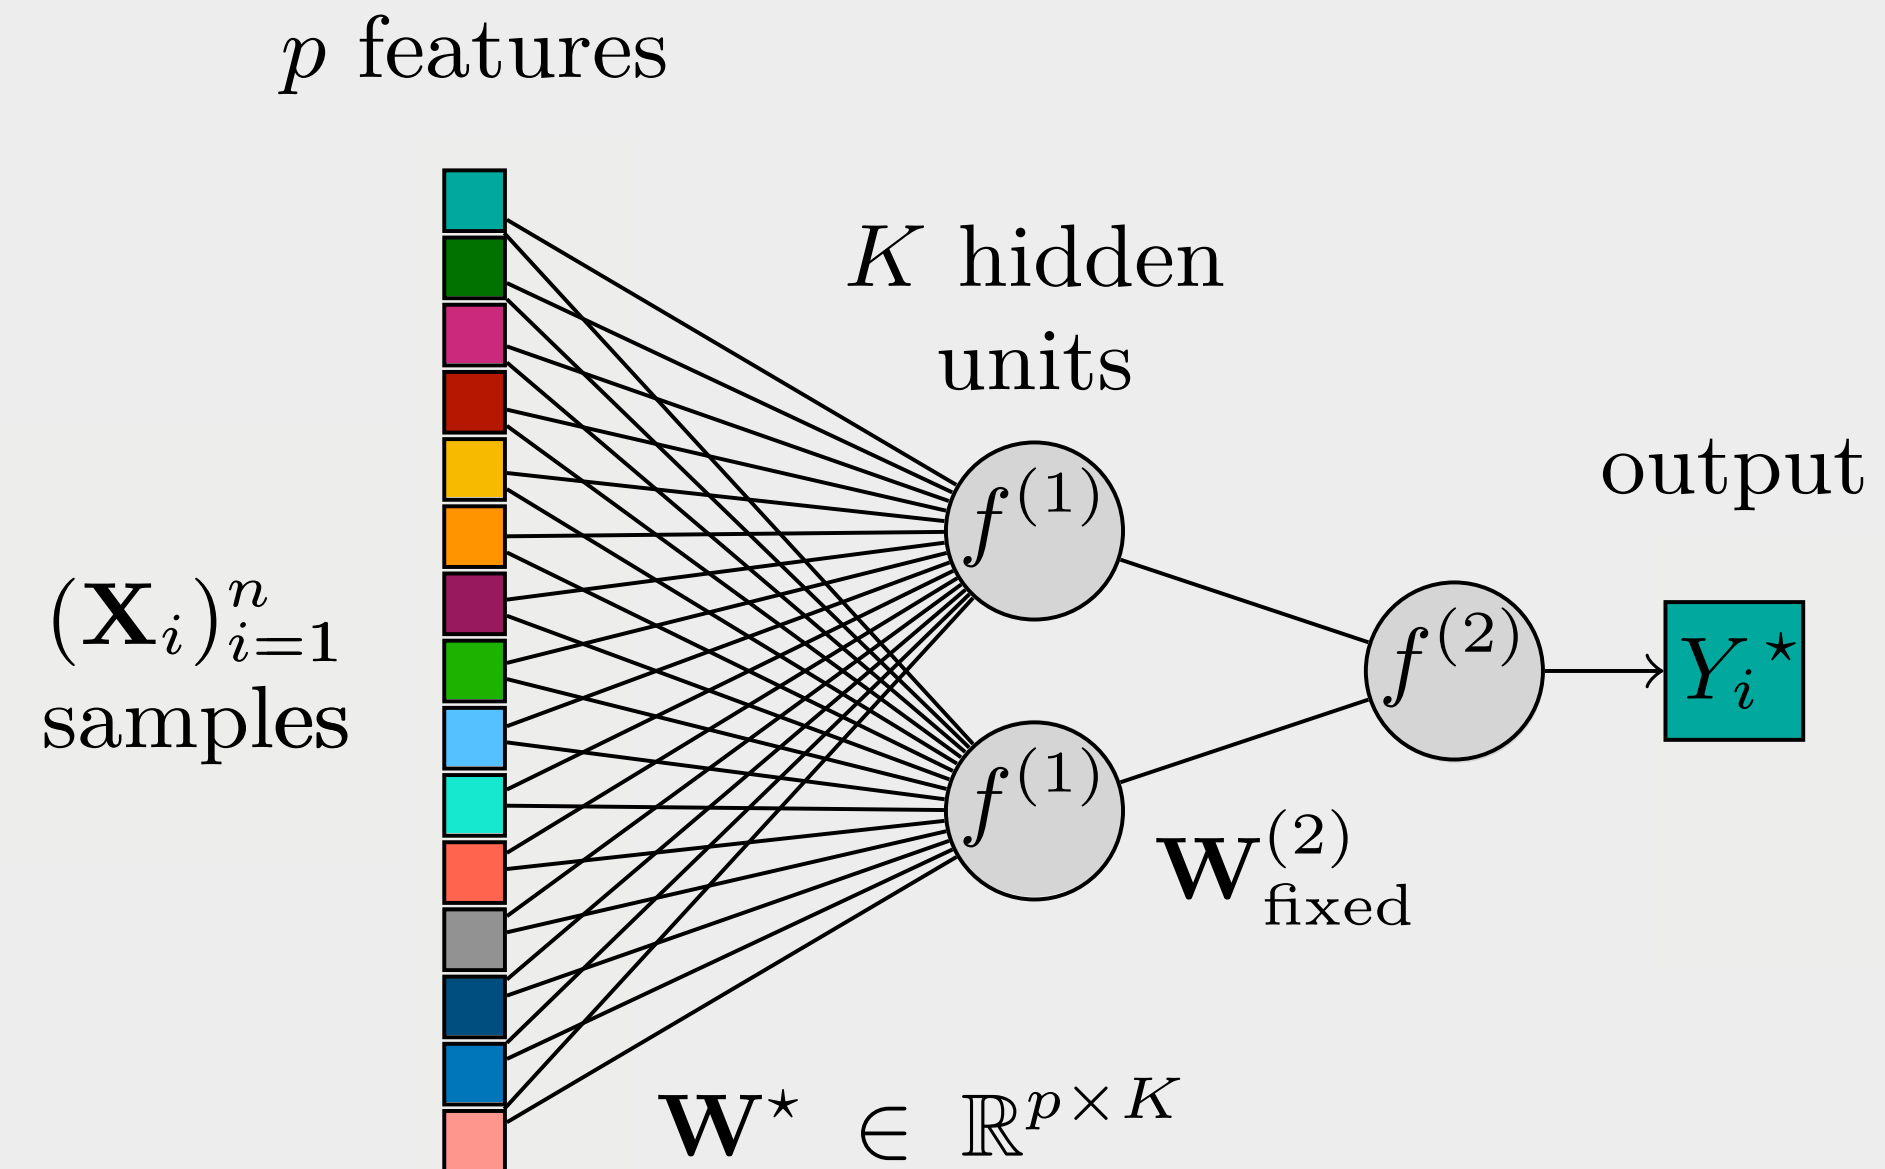 p features
K hidden
units
output
(𝐗ᵢ)ⁿᵢ₌₁
samples
f⁽¹⁾
f⁽¹⁾
f⁽²⁾
Yᵢ⋆
𝐖⁽²⁾fixed
𝐖⋆ ∈ ℝᵖˣᴷ